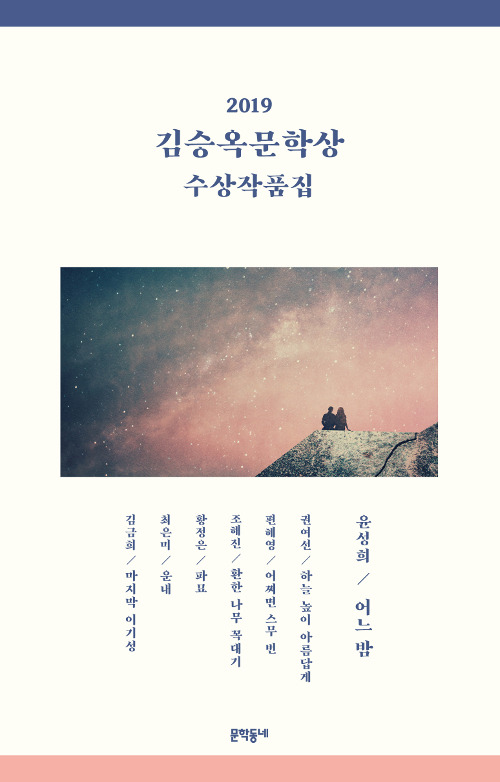 2019
김승옥문학상
수상작품집
윤성희 / 어느 밤
권여선 / 하늘 높이 아름답게
편혜영 / 어쩌면 스무 번
조해진 / 환한 나무 꼭대기
황정은 / 파묘
최은미 / 운내
김금희 / 마지막 이기성
문학동네